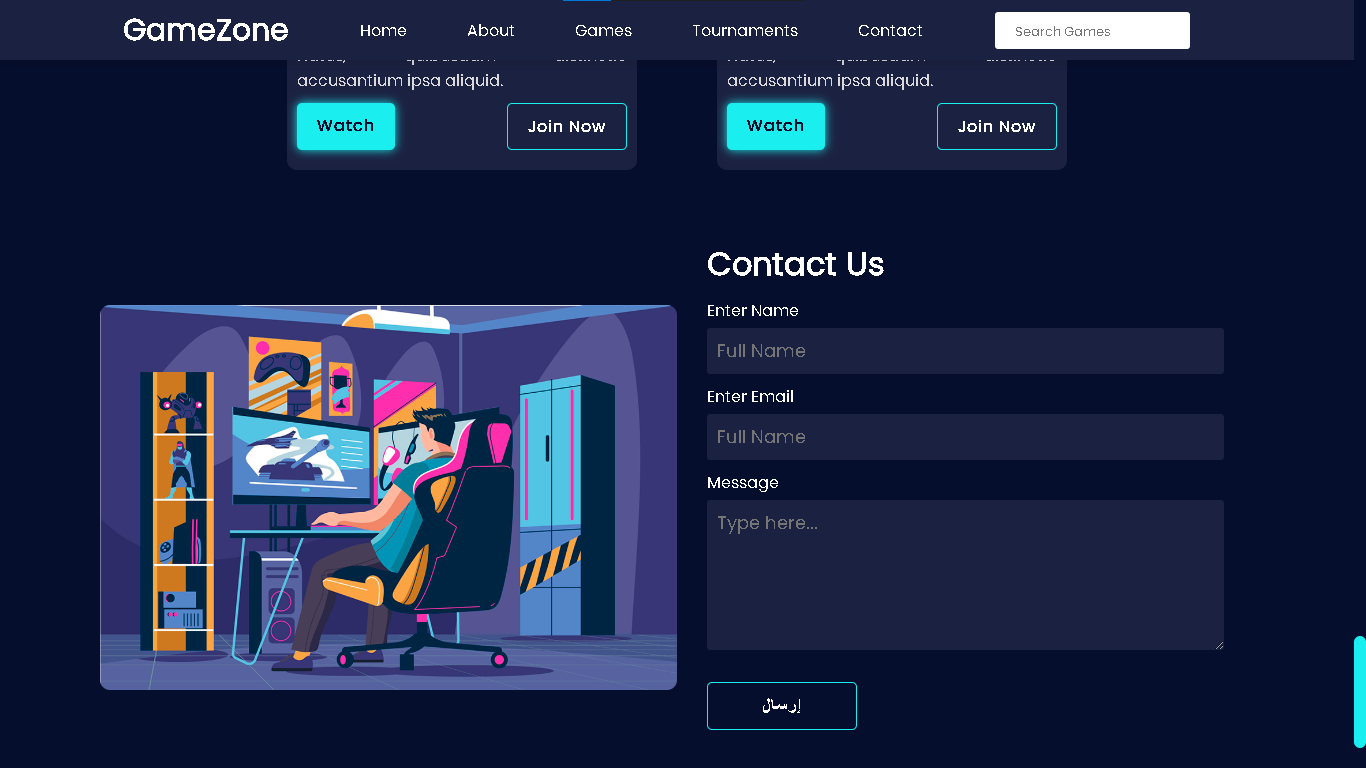 GameZone
Home
About
Games
Tournaments
Contact
Search Games
accusantium ipsa aliquid.
accusantium ipsa aliquid.
Watch
Join Now
Watch
Join Now
Contact Us
Enter Name
Full Name
Enter Email
Full Name
Message
Type here...
إرسال